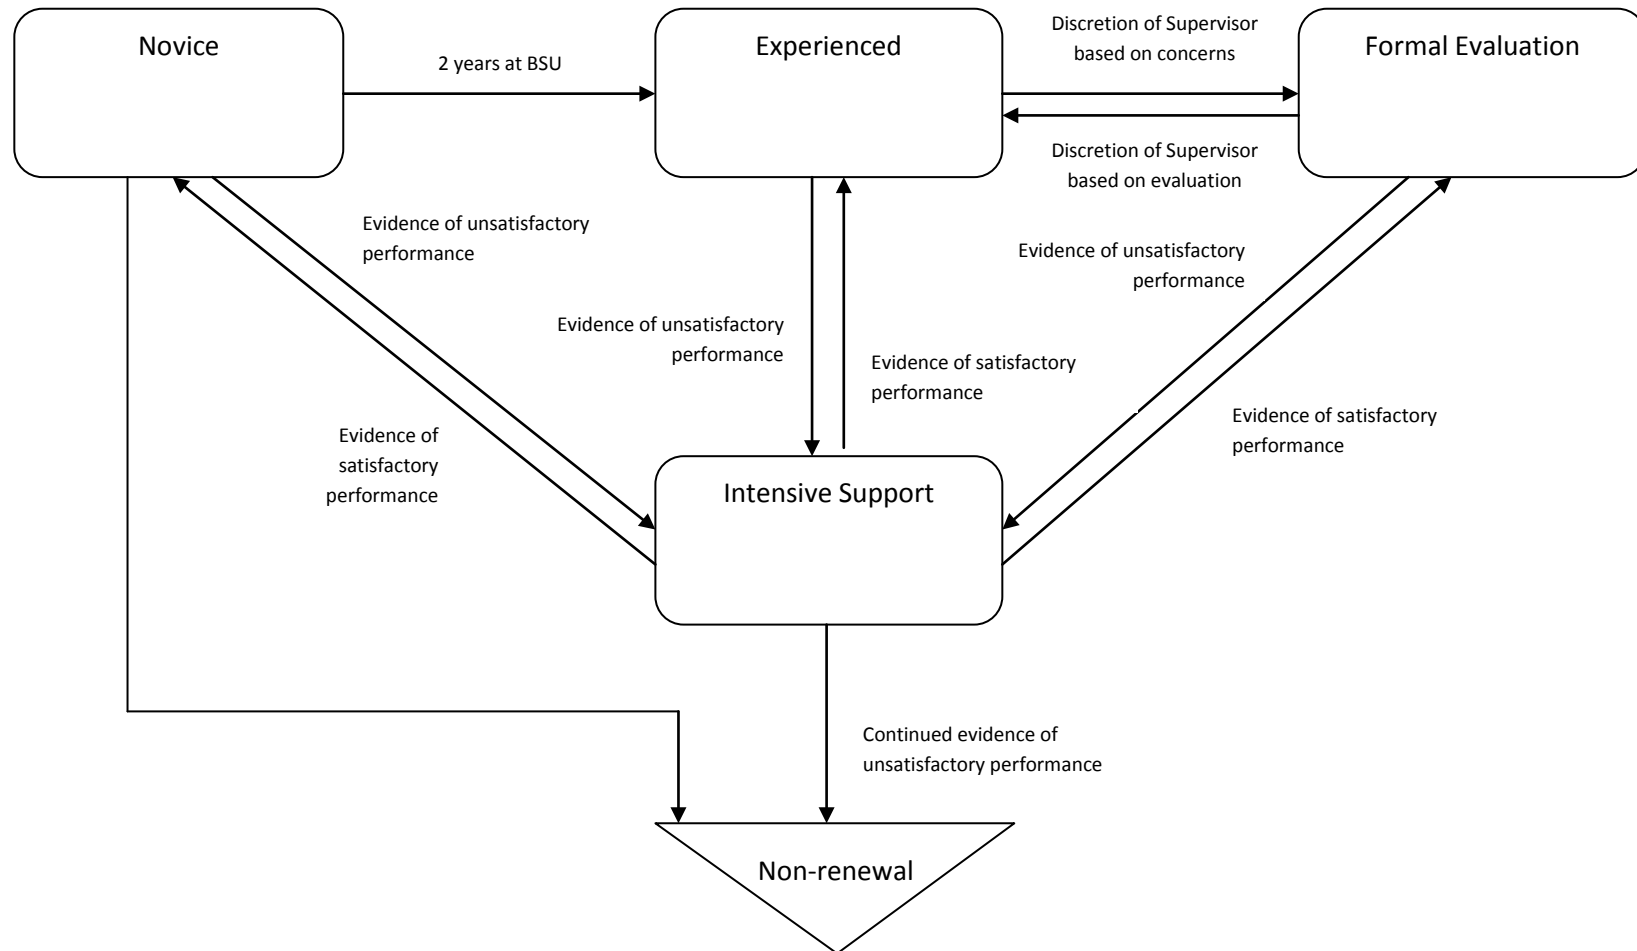 Novice
2 years at BSU
Experienced
Discretion of Supervisor
based on concerns
Discretion of Supervisor
based on evaluation
Formal Evaluation
Evidence of unsatisfactory
performance
Evidence of
satisfactory
performance
Evidence of unsatisfactory
performance
Evidence of satisfactory
performance
Evidence of unsatisfactory
performance
Evidence of satisfactory
performance
Intensive Support
Continued evidence of
unsatisfactory performance
Non-renewal